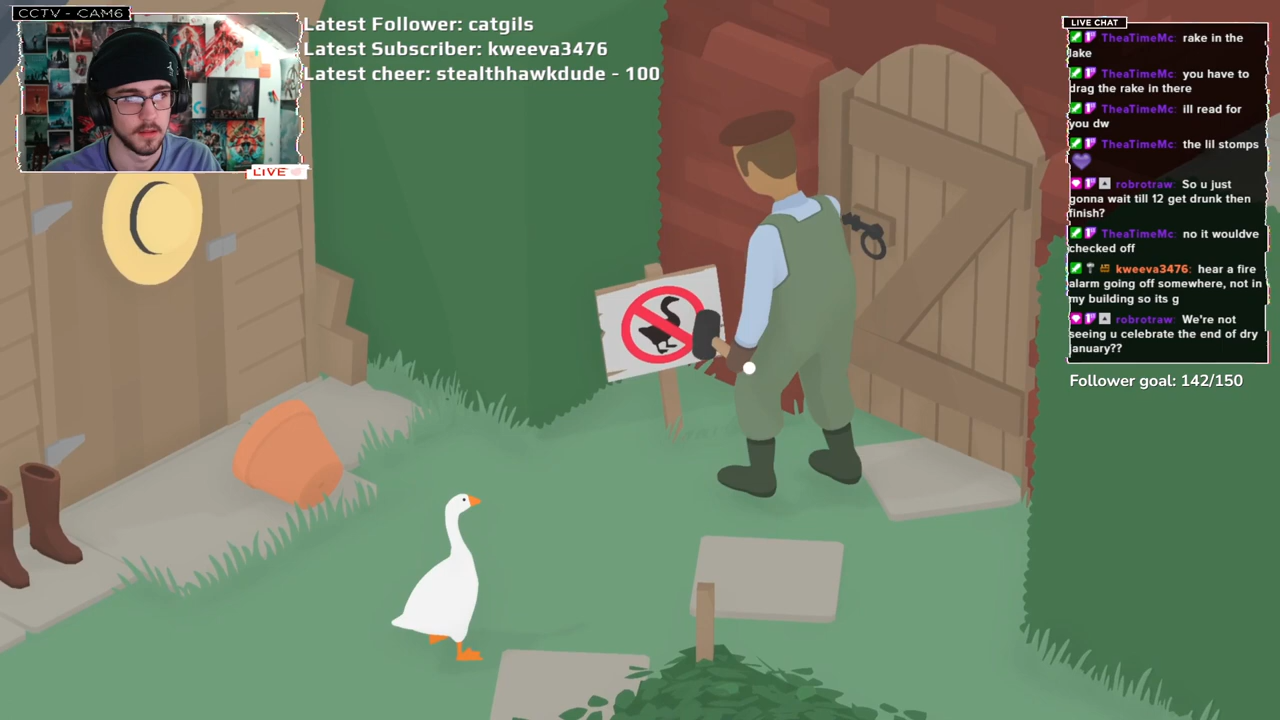 CCTV - CAM6
Latest Follower: catgils
Latest Subscriber: kweeva3476
Latest cheer: stealthhawkdude - 100
LIVE
LIVE CHAT
TheaTimeMc: rake in the
lake
TheaTimeMc: you have to
drag the rake in there
TheaTimeMc: ill read for
you dw
TheaTimeMc: the lil stomps
robrotraw: So u just
gonna wait till 12 get drunk then
finish?
TheaTimeMc: no it wouldve
checked off
kweeva3476: hear a fire
alarm going off somewhere, not in
my building so its g
robrotraw: We're not
seeing u celebrate the end of dry
january??
Follower goal: 142/150